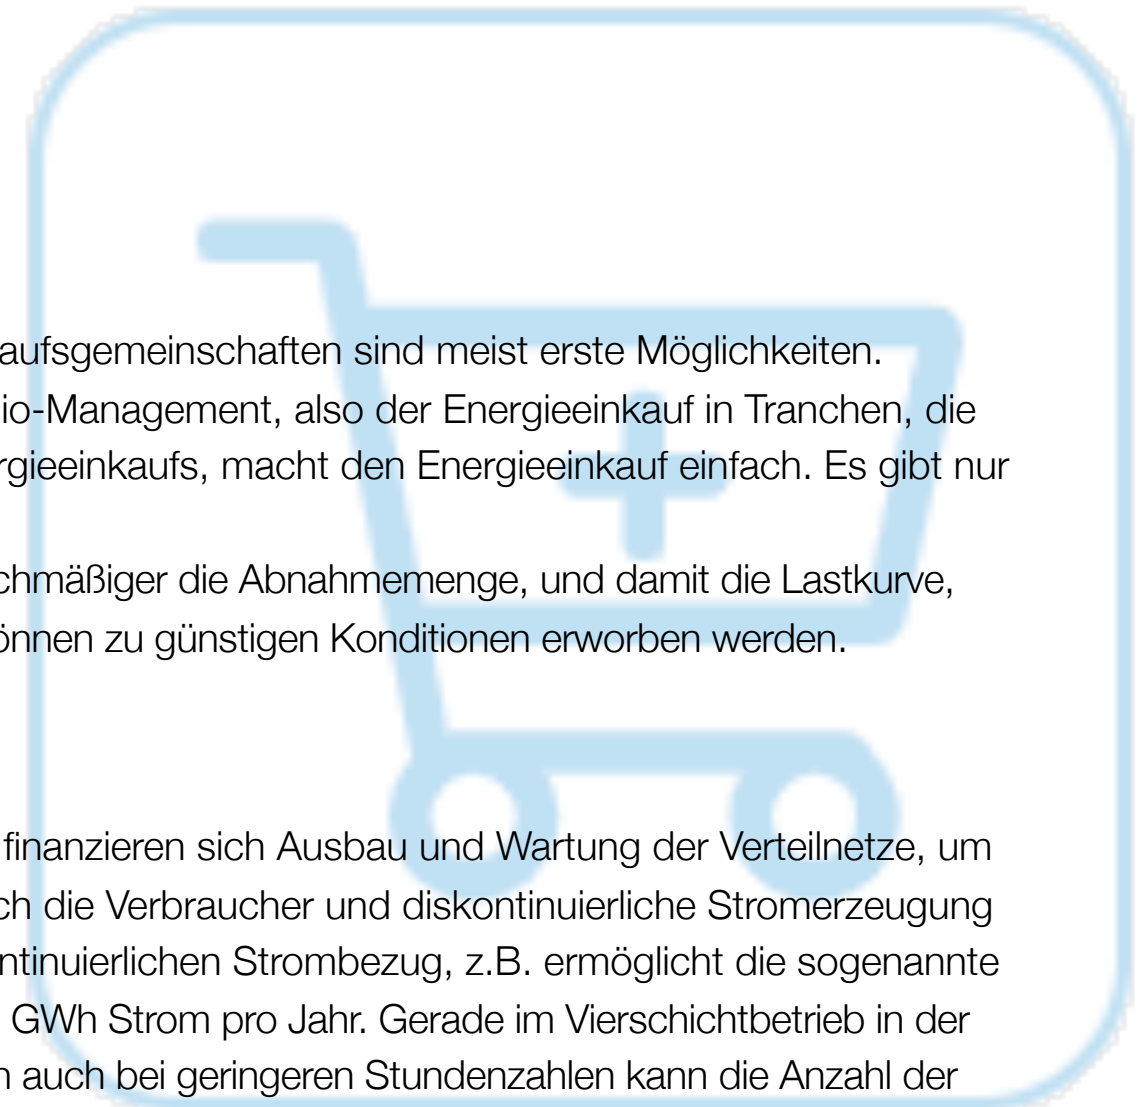 aufsgemeinschaften sind meist erste Möglichkeiten.
io-Management, also der Energieeinkauf in Tranchen, die
rgieeinkaufs, macht den Energieeinkauf einfach. Es gibt nur
chmäßiger die Abnahmemenge, und damit die Lastkurve,
önnen zu günstigen Konditionen erworben werden.
finanzieren sich Ausbau und Wartung der Verteilnetze, um
ch die Verbraucher und diskontinuierliche Stromerzeugung
ntinuierlichen Strombezug, z.B. ermöglicht die sogenannte
GWh Strom pro Jahr. Gerade im Vierschichtbetrieb in der
n auch bei geringeren Stundenzahlen kann die Anzahl der